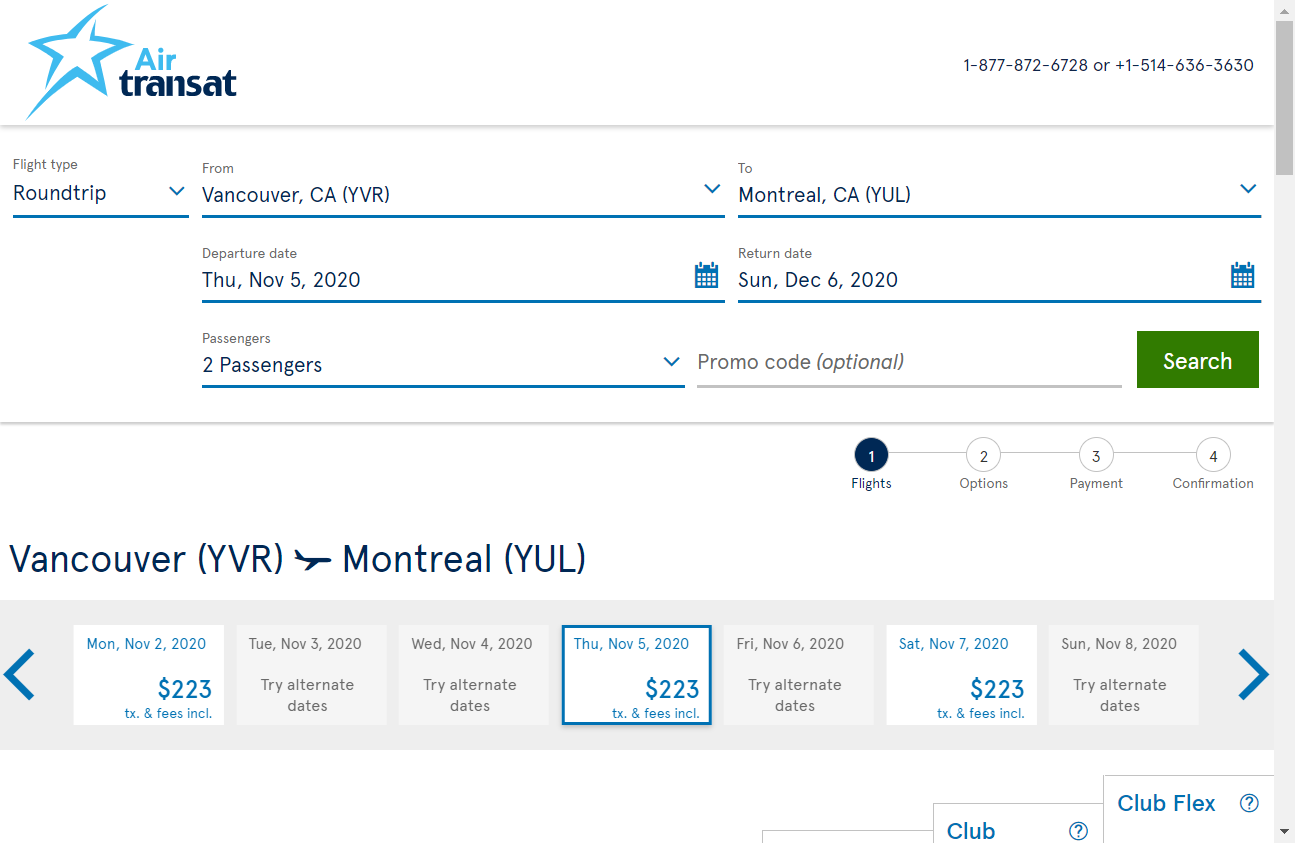 Air
transat
1-877-872-6728 or +1-514-636-3630
Flight type
Roundtrip
From
Vancouver, CA (YVR)
To
Montreal, CA (YUL)
Departure date
Thu, Nov 5, 2020
Return date
Sun, Dec 6, 2020
Passengers
2 Passengers
Promo code (optional)
Search
1
Flights
2
Options
3
Payment
4
Confirmation
Vancouver (YVR) Montreal (YUL)
Mon, Nov 2, 2020
$223
tx. & fees incl.
Tue, Nov 3, 2020
Try alternate
dates
Wed, Nov 4, 2020
Try alternate
dates
Thu, Nov 5, 2020
$223
tx. & fees incl.
Fri, Nov 6, 2020
Try alternate
dates
Sat, Nov 7, 2020
$223
tx. & fees incl.
Sun, Nov 8, 2020
Try alternate
dates
Club Flex ?
Club ?